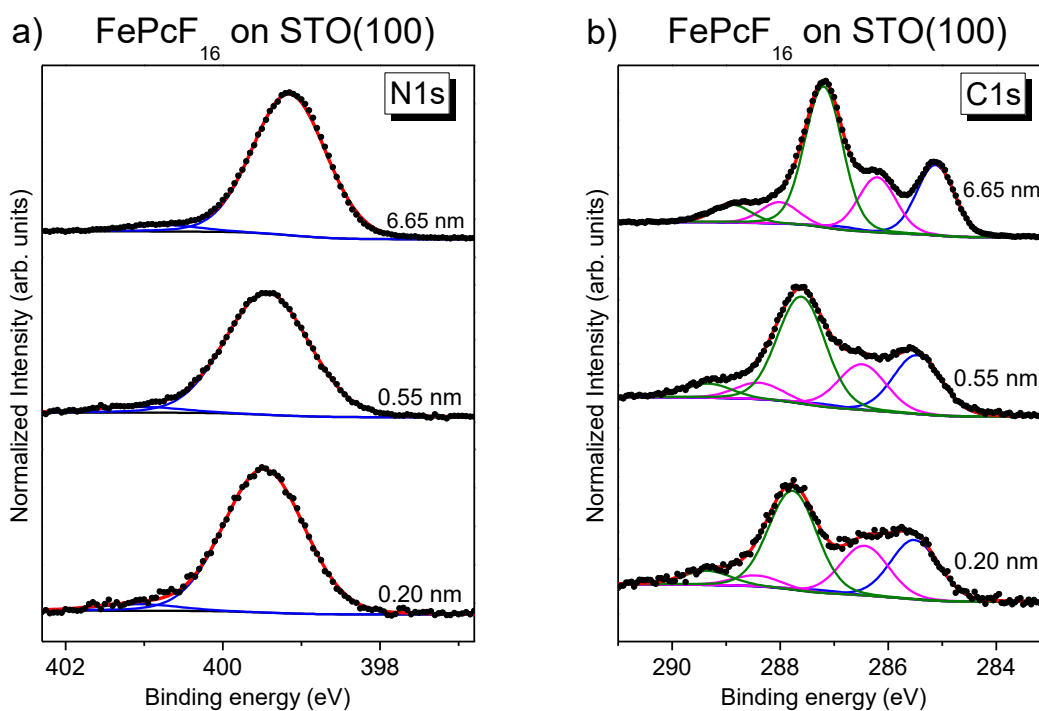 a) FePcF16 on STO(100)
N1s
6.65 nm
0.55 nm
0.20 nm
Normalized Intensity (arb. units)
402 400 398
Binding energy (eV)
b) FePcF16 on STO(100)
C1s
6.65 nm
0.55 nm
0.20 nm
Normalized Intensity (arb. units)
290 288 286 284
Binding energy (eV)